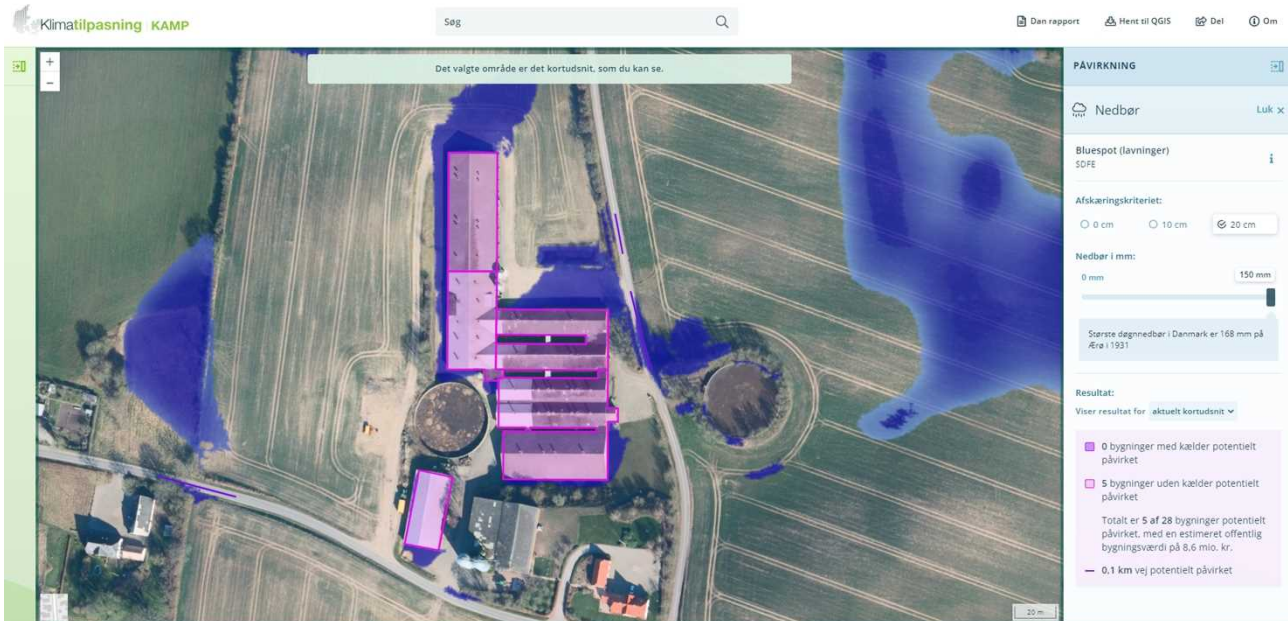 Klimatilpasning KAMP
Søg
Dan rapport
Hent til QGIS
Del
Om
Det valgte område er det kortudsnit, som du kan se.
PÅVIRKNING
Nedbør
Luk ×
Bluespot (lavninger)
SDFE
Afskæringskriteriet:
0 cm
10 cm
20 cm
Nedbør i mm:
0 mm
150 mm
Største døgnnedbør i Danmark er 168 mm på
Ærø i 1931
Resultat:
Viser resultat for aktuelt kortudsnit
0 bygninger med kælder potentielt
påvirket
5 bygninger uden kælder potentielt
påvirket
Totalt er 5 af 28 bygninger potentielt
påvirket, med en estimeret offentlig
bygningsværdi på 8,6 mio. kr.
0,1 km vej potentielt påvirket
20 m